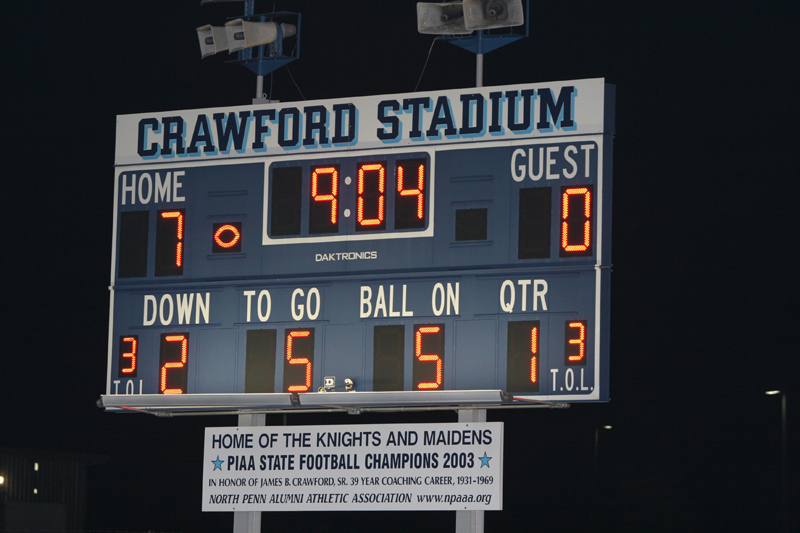 CRAWFORD STADIUM
HOME 9:04 GUEST
7 0
DAKTRONICS
DOWN TO GO BALL ON QTR
3 2 5 5 1 3
T.O.L. T.O.L.
D
HOME OF THE KNIGHTS AND MAIDENS
PIAA STATE FOOTBALL CHAMPIONS 2003
IN HONOR OF JAMES B. CRAWFORD, SR. 39 YEAR COACHING CAREER, 1931-1969
NORTH PENN ALUMNI ATHLETIC ASSOCIATION www.npaaa.org